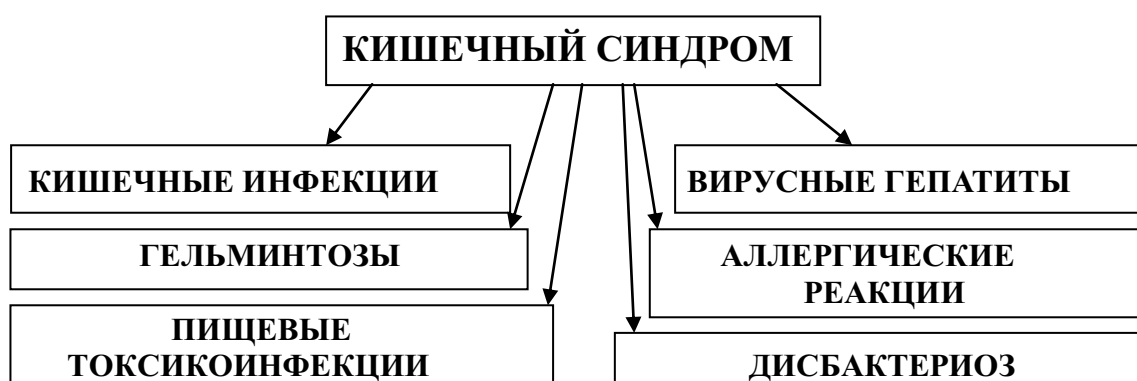 КИШЕЧНЫЙ СИНДРОМ
КИШЕЧНЫЕ ИНФЕКЦИИ
ВИРУСНЫЕ ГЕПАТИТЫ
ГЕЛЬМИНТОЗЫ
АЛЛЕРГИЧЕСКИЕ
РЕАКЦИИ
ПИЩЕВЫЕ
ТОКСИКОИНФЕКЦИИ
ДИСБАКТЕРИОЗ